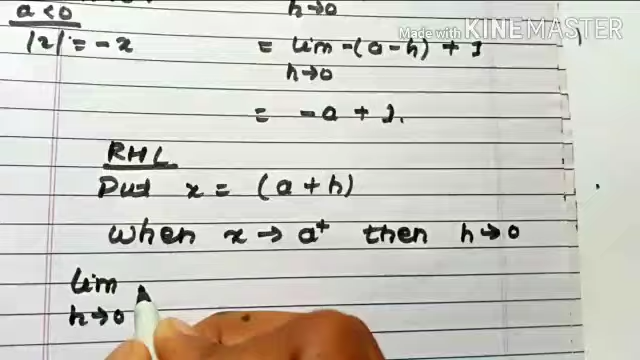 a < 0
h→0
|x| = -x
= lim -(a-h) + 1
h→0
= -a + 1.
RHL
Put x = (a + h)
when x → a⁺ then h→0
lim
h→0
Made with KINEMASTER